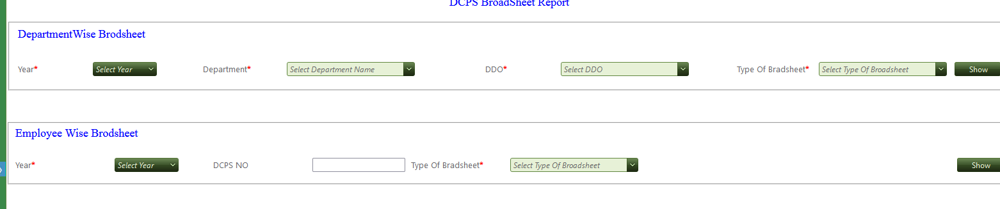 DCPS BroadSheet Report
DepartmentWise Brodsheet
Year* Select Year Department* Select Department Name DDO* Select DDO Type Of Bradsheet* Select Type Of Broadsheet Show
Employee Wise Brodsheet
Year* Select Year DCPS NO Type Of Bradsheet* Select Type Of Broadsheet Show